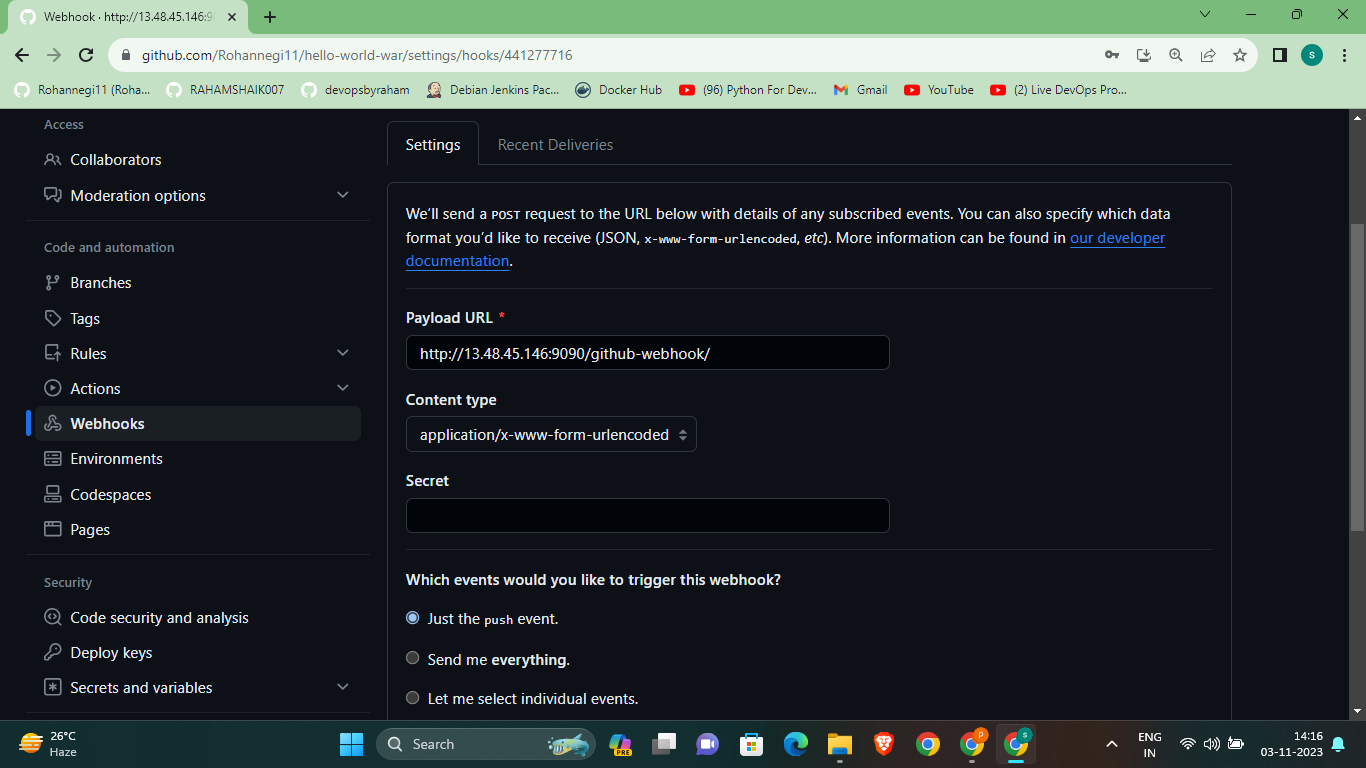 Webhook · http://13.48.45.146:9
github.com/Rohannegi11/hello-world-war/settings/hooks/441277716
S
Rohannegi11 (Roha...
RAHAMSHAIK007
devopsbyraham
Debian Jenkins Pac...
Docker Hub
(96) Python For Dev...
Gmail
YouTube
(2) Live DevOps Pro...
Access
Collaborators
Moderation options
Code and automation
Branches
Tags
Rules
Actions
Webhooks
Environments
Codespaces
Pages
Security
Code security and analysis
Deploy keys
Secrets and variables
Settings
Recent Deliveries
We'll send a POST request to the URL below with details of any subscribed events. You can also specify which data
format you'd like to receive (JSON, x-www-form-urlencoded, etc). More information can be found in our developer
documentation.
Payload URL *
http://13.48.45.146:9090/github-webhook/
Content type
application/x-www-form-urlencoded
Secret
Which events would you like to trigger this webhook?
Just the push event.
Send me everything.
Let me select individual events.
26°C
Haze
Search
PRE
P
S
ENG
IN
14:16
03-11-2023